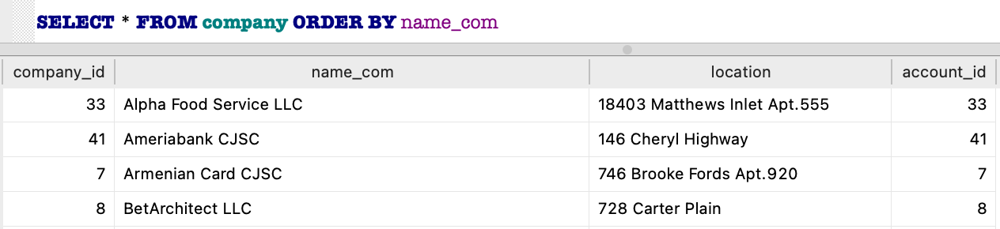 SELECT * FROM company ORDER BY name_com
company_id name_com location account_id
33 Alpha Food Service LLC 18403 Matthews Inlet Apt.555 33
41 Ameriabank CJSC 146 Cheryl Highway 41
7 Armenian Card CJSC 746 Brooke Fords Apt.920 7
8 BetArchitect LLC 728 Carter Plain 8